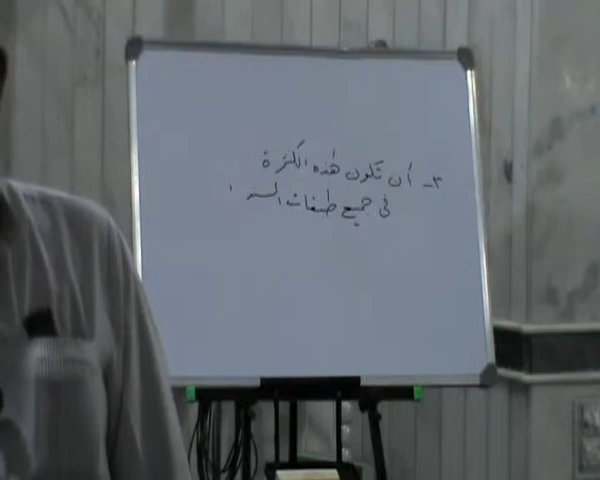 ٣- أن تكون هذه الكثرة
في جميع طبقات السند